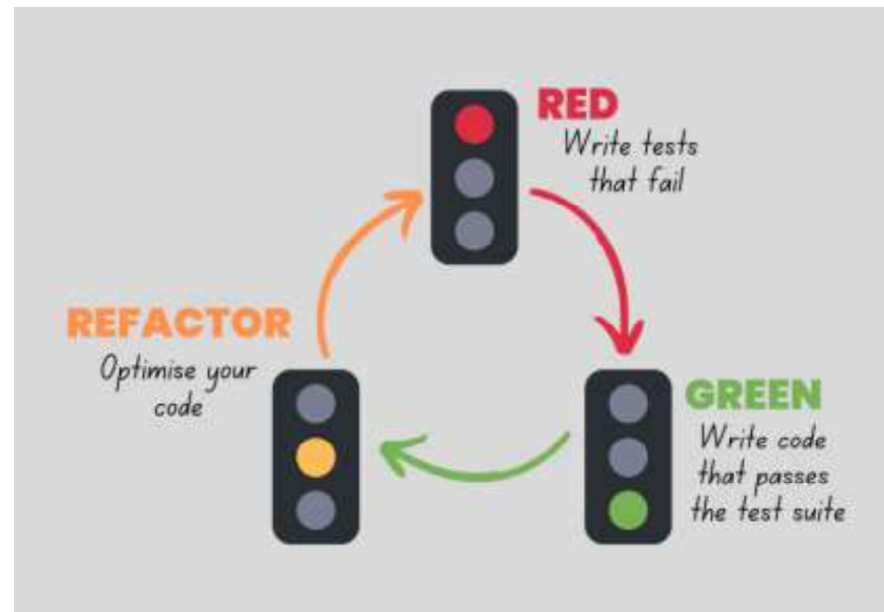 RED
Write tests
that fail
REFACTOR
Optimise your
code
GREEN
Write code
that passes
the test suite